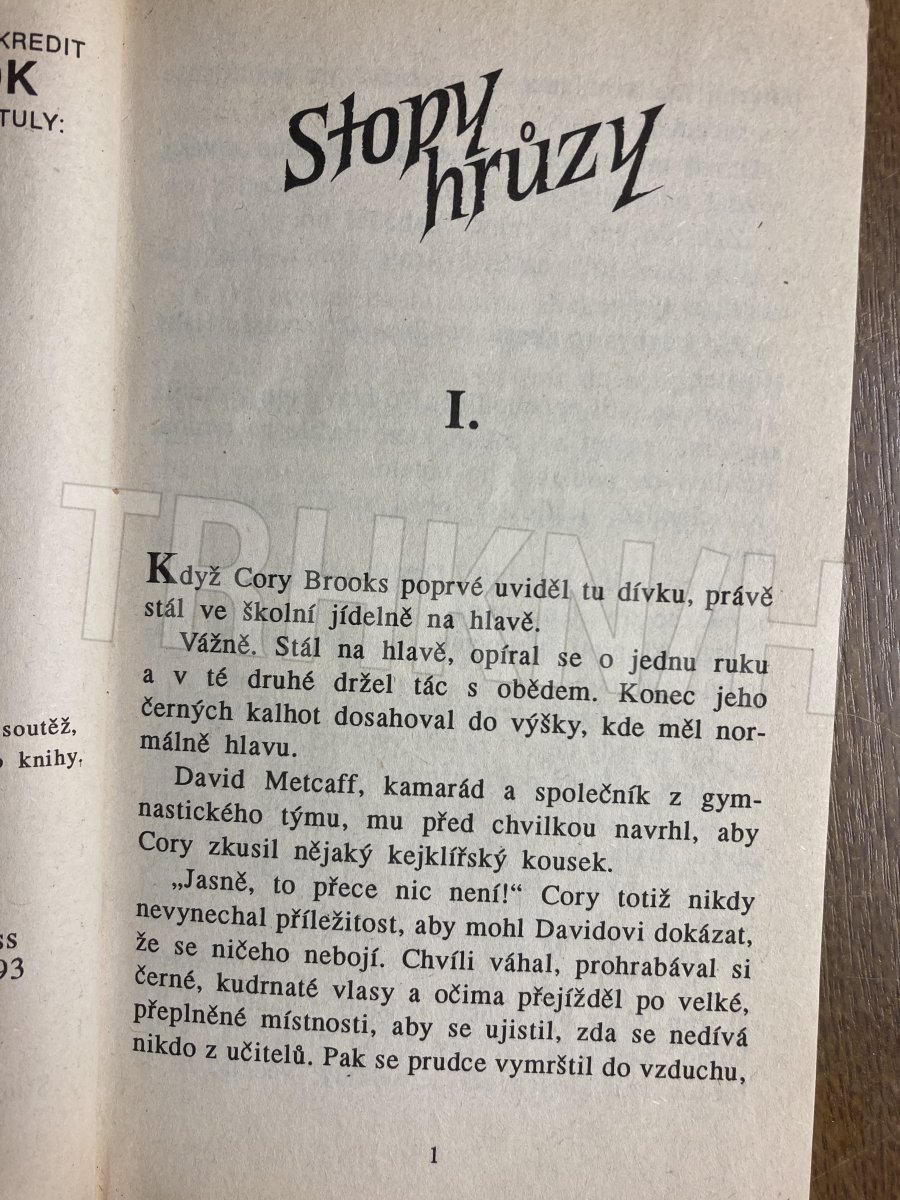 KREDIT
OK
TULY:
soutěž,
knihy,
93
Stopy
hrůzy
I.
Když Cory Brooks poprvé uviděl tu dívku, právě
stál ve školní jídelně na hlavě.
Vážně. Stál na hlavě, opíral se o jednu ruku
a v té druhé držel tác s obědem. Konec jeho
černých kalhot dosahoval do výšky, kde měl nor-
málně hlavu.
David Metcaff, kamarád a společník z gym-
nastického týmu, mu před chvilkou navrhl, aby
Cory zkusil nějaký kejklířský kousek.
„Jasně, to přece nic není!“ Cory totiž nikdy
nevynechal příležitost, aby mohl Davidovi dokázat,
že se ničeho nebojí. Chvíli váhal, prohrabával si
černé, kudrnaté vlasy a očima přejížděl po velké,
přeplněné místnosti, aby se ujistil, zda se nedívá
nikdo z učitelů. Pak se prudce vymrštil do vzduchu,
1